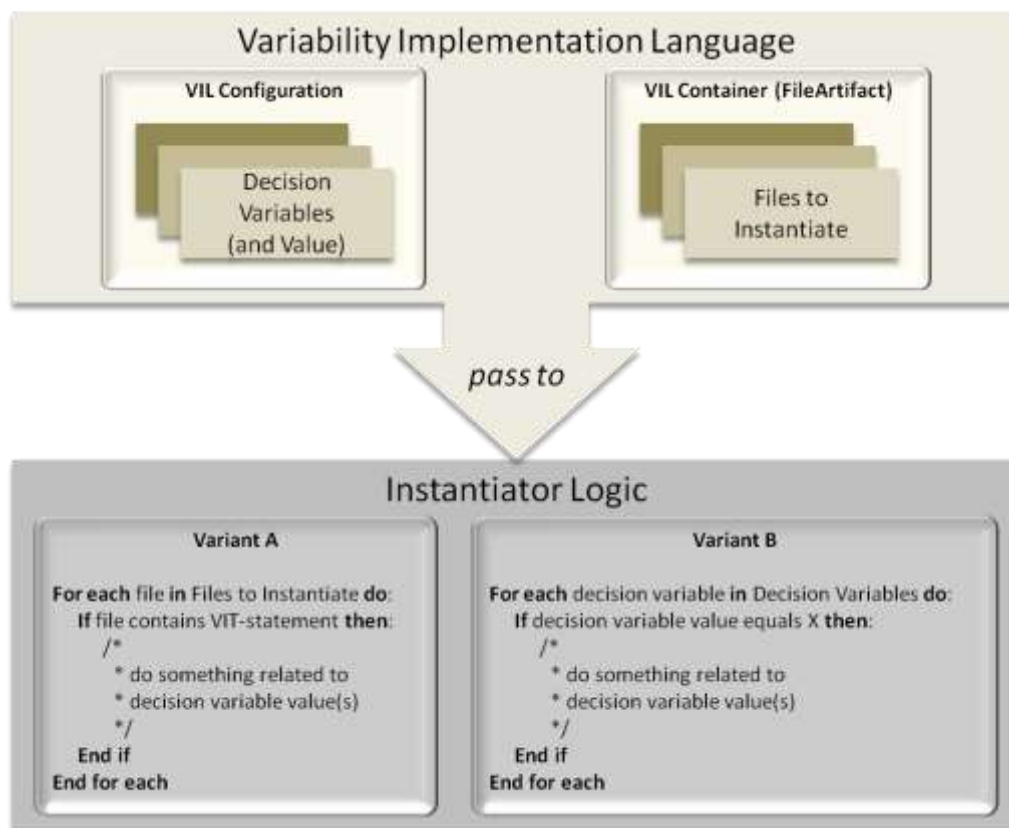 Variability Implementation Language
VIL Configuration
Decision
Variables
(and Value)
VIL Container (FileArtifact)
Files to
Instantiate
pass to
Instantiator Logic
Variant A
For each file in Files to Instantiate do:
If file contains VIT-statement then:
/*
* do something related to
* decision variable value(s)
*/
End if
End for each
Variant B
For each decision variable in Decision Variables do:
If decision variable value equals X then:
/*
* do something related to
* decision variable value(s)
*/
End if
End for each